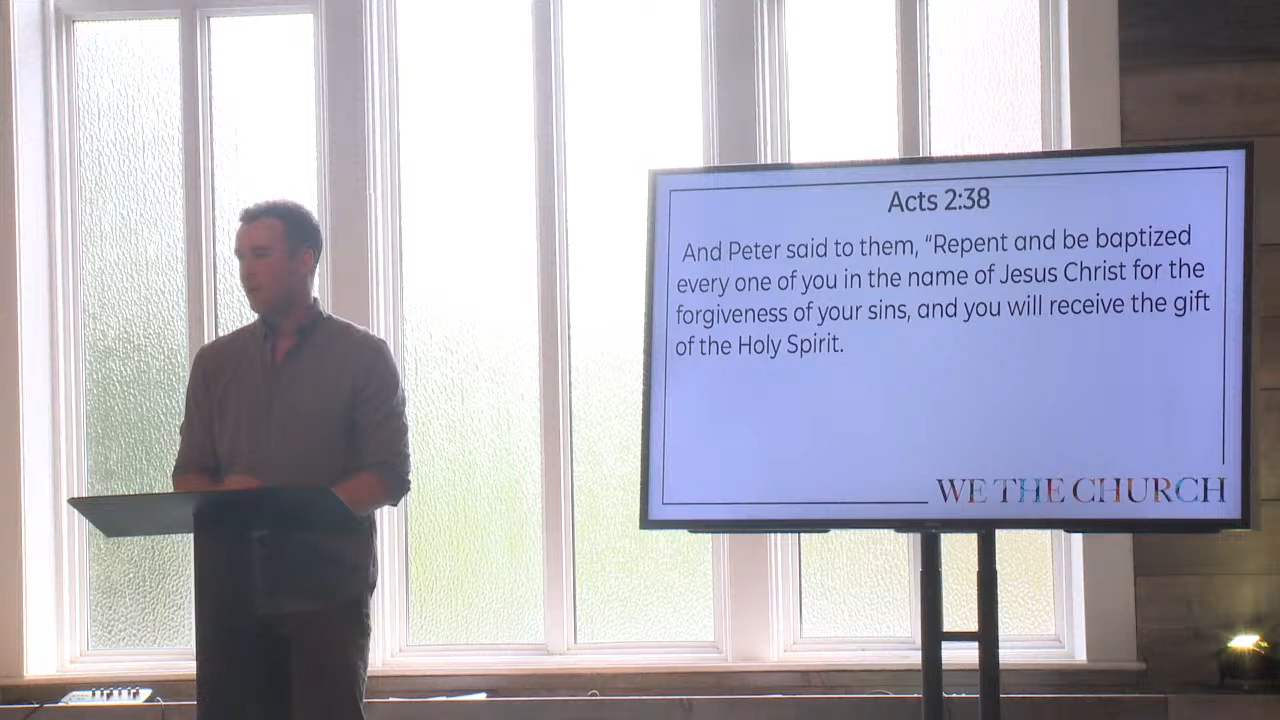 Acts 2:38
And Peter said to them, “Repent and be baptized
every one of you in the name of Jesus Christ for the
forgiveness of your sins, and you will receive the gift
of the Holy Spirit.
WE THE CHURCH